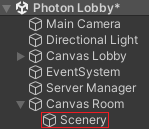 Photon Lobby*
Main Camera
Directional Light
Canvas Lobby
EventSystem
Server Manager
Canvas Room
Scenery